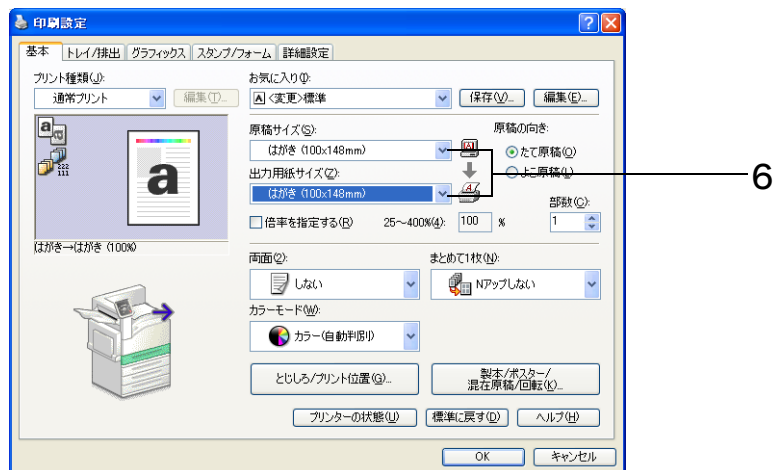 印刷設定
基本 トレイ/排出 グラフィックス スタンプ/フォーム 詳細設定
プリント種類(J): お気に入り(I):
通常プリント 編集(T)... A <変更>標準 保存(V)... 編集(E)...
原稿サイズ(S): 原稿の向き:
はがき (100x148mm) たて原稿(O)
出力用紙サイズ(Z): よこ原稿(L)
6
はがき (100x148mm) 部数(C):
倍率を指定する(R) 25~400%(4): 100 % 1
a
222
111
a
はがき→はがき (100%)
両面(2): まとめて1枚(N):
しない Nアップしない
カラーモード(W):
カラー(自動判別)
とじしろ/プリント位置(G)... 製本/ポスター/
混在原稿/回転(K)...
プリンターの状態(U) 標準に戻す(D) ヘルプ(H)
OK キャンセル